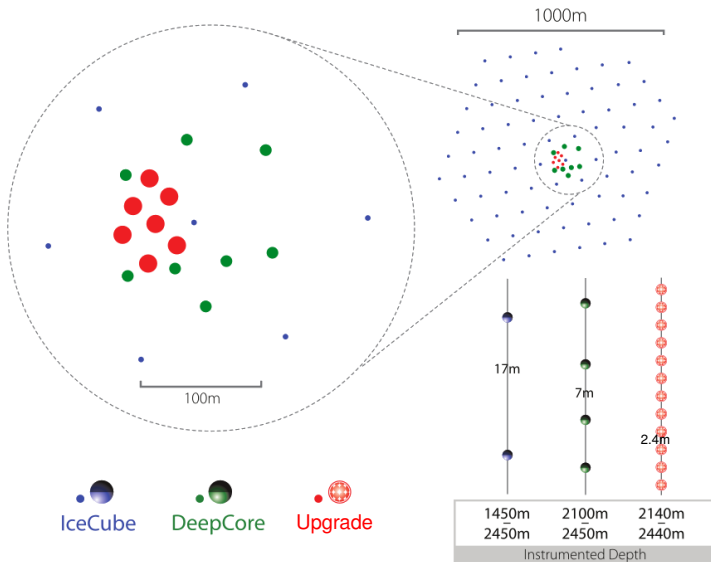 1000m
100m
17m
7m
2.4m
IceCube
DeepCore
Upgrade
1450m
–
2450m
2100m
–
2450m
2140m
–
2440m
Instrumented Depth